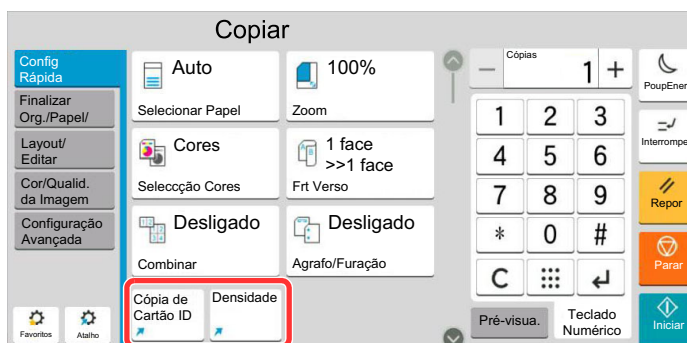 Copiar
Config
Rápida
Finalizar
Org./Papel/
Layout/
Editar
Cor/Qualid.
da Imagem
Configuração
Avançada
Favoritos
Atalho
Auto
Selecionar Papel
100%
Zoom
Cores
Seleccção Cores
1 face
>>1 face
Frt Verso
Desligado
Combinar
Desligado
Agrafo/Furação
Cópia de
Cartão ID
Densidade
Cópias
− 1 +
1 2 3
4 5 6
7 8 9
* 0 #
C
Pré-visua.
Teclado
Numérico
PoupEner
Interrompe
Repor
Parar
Iniciar